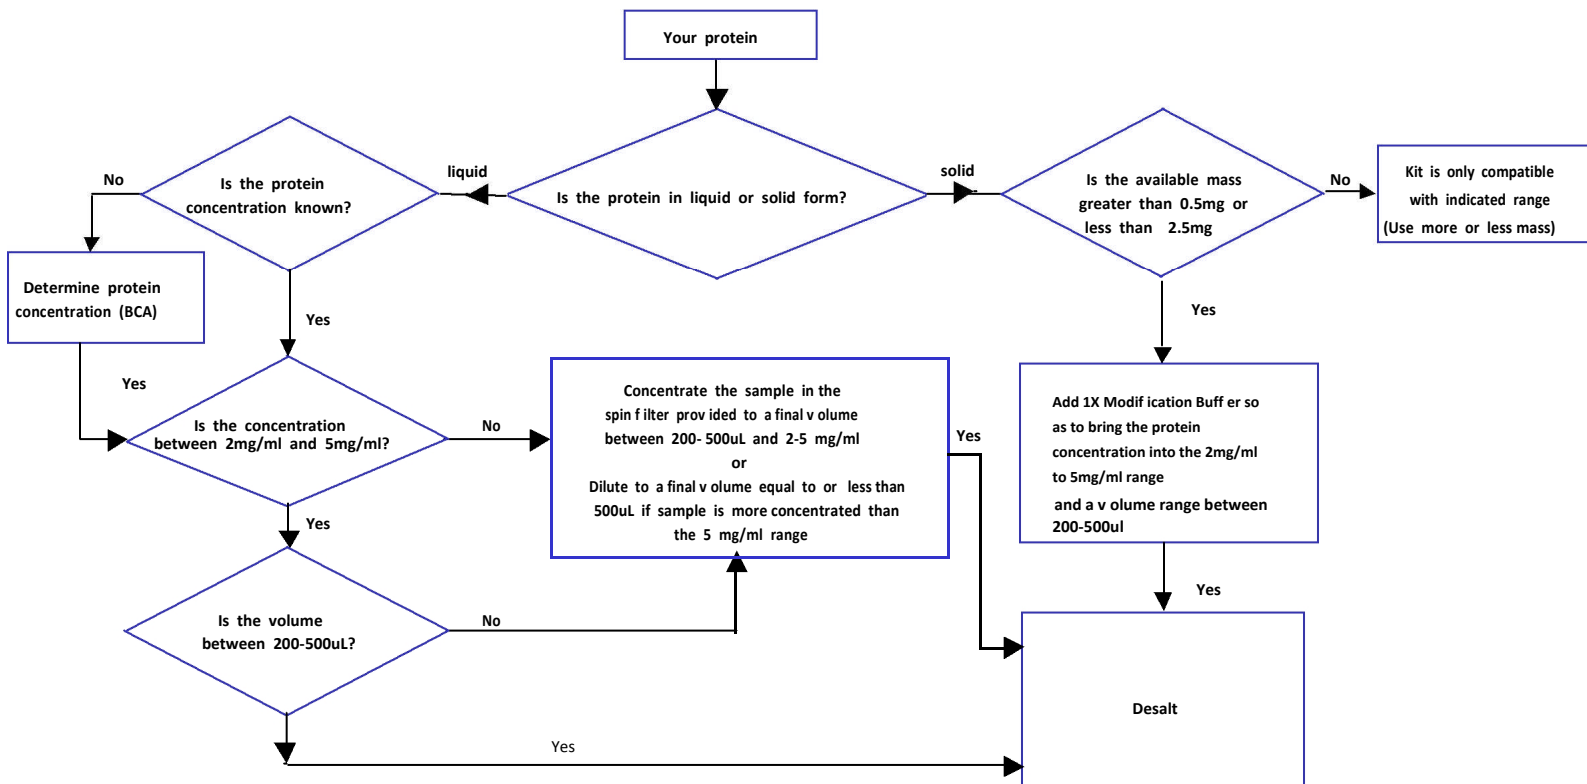 Your protein
Is the protein in liquid or solid form?
liquid
solid
Is the protein
concentration known?
No
Yes
Determine protein
concentration (BCA)
Yes
Is the concentration
between 2mg/ml and 5mg/ml?
No
Yes
Is the volume
between 200-500uL?
No
Yes
Concentrate the sample in the
spin f ilter prov ided to a final v olume
between 200- 500uL and 2-5 mg/ml
or
Dilute to a final v olume equal to or less than
500uL if sample is more concentrated than
the 5 mg/ml range
Yes
Is the available mass
greater than 0.5mg or
less than 2.5mg
No
Kit is only compatible
with indicated range
(Use more or less mass)
Yes
Add 1X Modif ication Buff er so
as to bring the protein
concentration into the 2mg/ml
to 5mg/ml range
and a v olume range between
200-500ul
Yes
Desalt